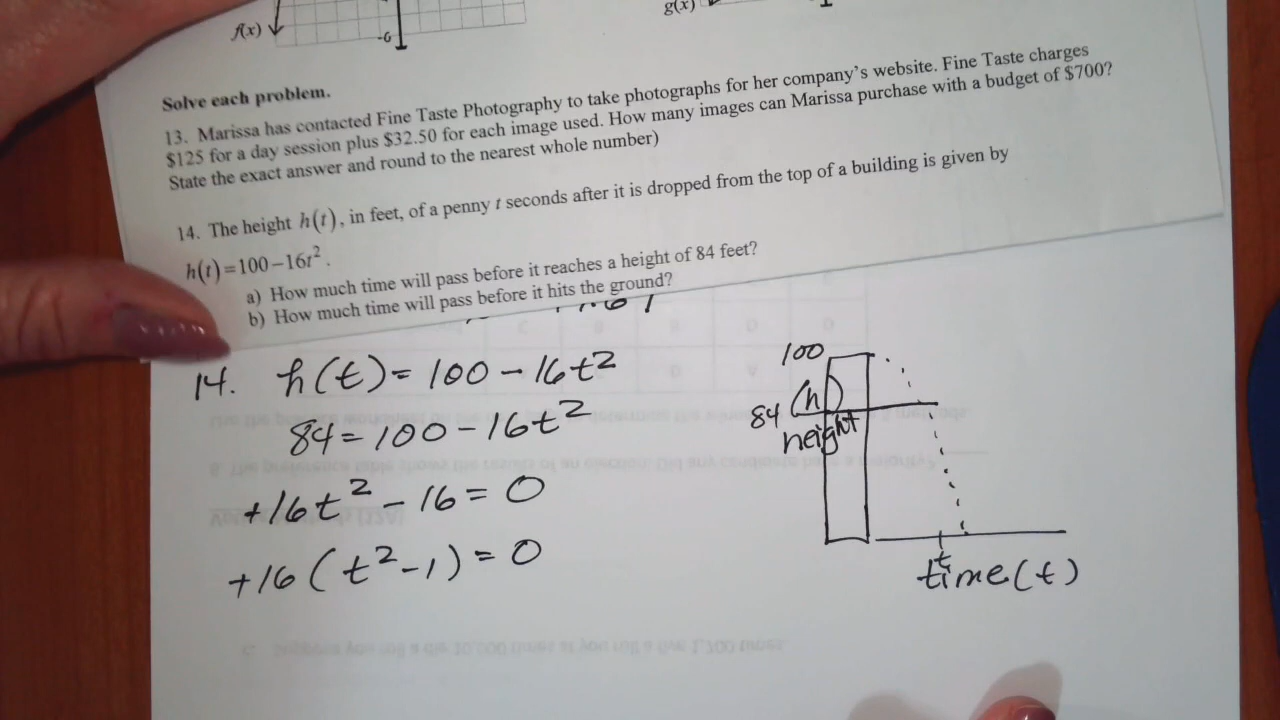 f(x)
-6
g(x)
Solve each problem.
13. Marissa has contacted Fine Taste Photography to take photographs for her company's website. Fine Taste charges
$125 for a day session plus $32.50 for each image used. How many images can Marissa purchase with a budget of $700?
State the exact answer and round to the nearest whole number)
14. The height h(t), in feet, of a penny t seconds after it is dropped from the top of a building is given by
h(t)=100−16t².
a) How much time will pass before it reaches a height of 84 feet?
b) How much time will pass before it hits the ground?
14. h(t) = 100 − 16t²
84 = 100 − 16t²
+16t² − 16 = 0
+16(t² − 1) = 0
100
84 (h)
height
t
time(t)